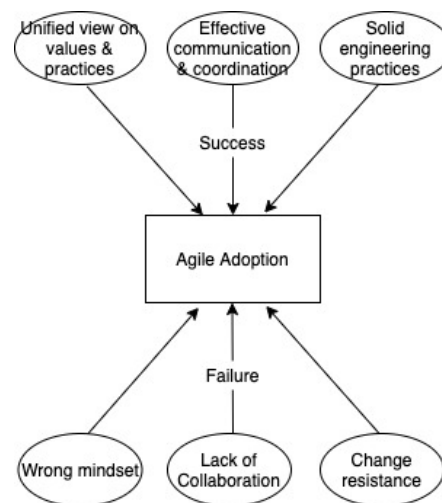 Unified view on
values &
practices
Effective
communication
& coordination
Solid
engineering
practices
Success
Agile Adoption
Failure
Wrong mindset
Lack of
Collaboration
Change
resistance